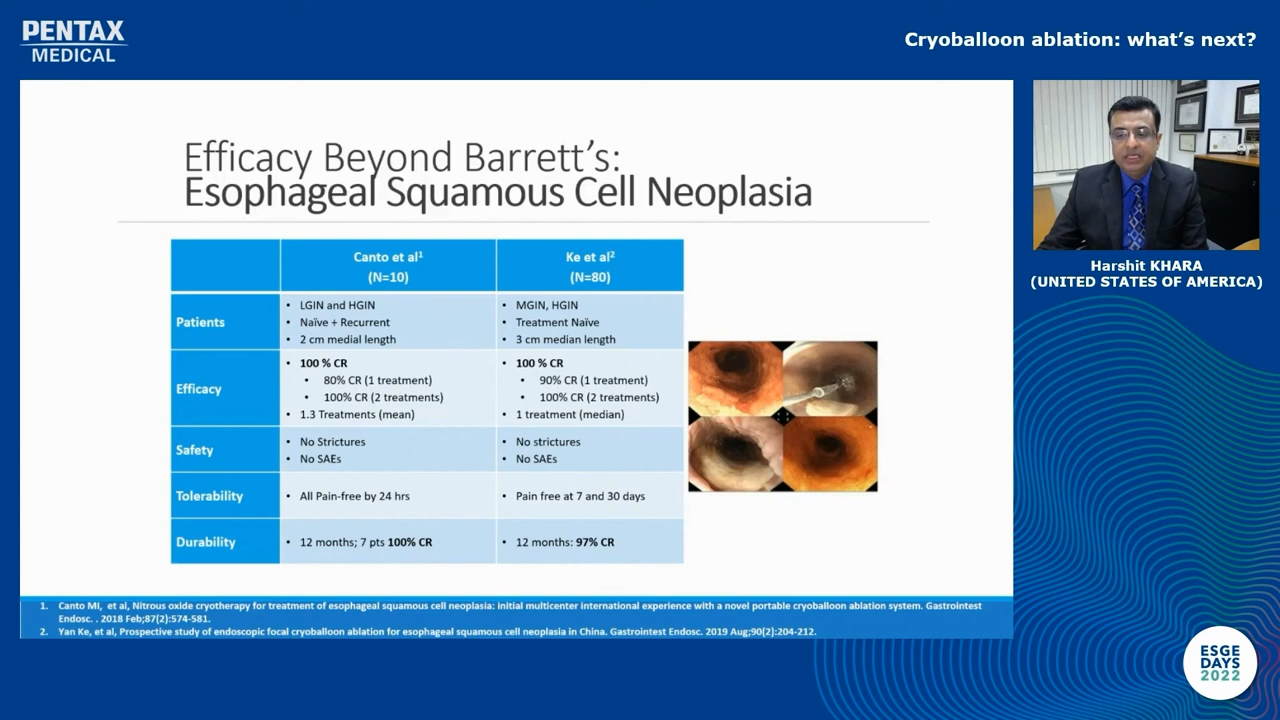 PENTAX
MEDICAL
Cryoballoon ablation: what's next?
Efficacy Beyond Barrett's:
Esophageal Squamous Cell Neoplasia
Canto et al1
(N=10)
Ke et al2
(N=80)
Patients
• LGIN and HGIN
• Naïve + Recurrent
• 2 cm medial length
• MGIN, HGIN
• Treatment Naïve
• 3 cm median length
Efficacy
• 100 % CR
• 80% CR (1 treatment)
• 100% CR (2 treatments)
• 1.3 Treatments (mean)
• 100 % CR
• 90% CR (1 treatment)
• 100% CR (2 treatments)
• 1 treatment (median)
Safety
• No Strictures
• No SAEs
• No strictures
• No SAEs
Tolerability
• All Pain-free by 24 hrs
• Pain free at 7 and 30 days
Durability
• 12 months; 7 pts 100% CR
• 12 months: 97% CR
1. Canto MI, et al, Nitrous oxide cryotherapy for treatment of esophageal squamous cell neoplasia: initial multicenter international experience with a novel portable cryoballoon ablation system. Gastrointest
Endosc. . 2018 Feb;87(2):574-581.
2. Yan Ke, et al, Prospective study of endoscopic focal cryoballoon ablation for esophageal squamous cell neoplasia in China. Gastrointest Endosc. 2019 Aug;90(2):204-212.
Harshit KHARA
(UNITED STATES OF AMERICA)
ESGE
DAYS
2022